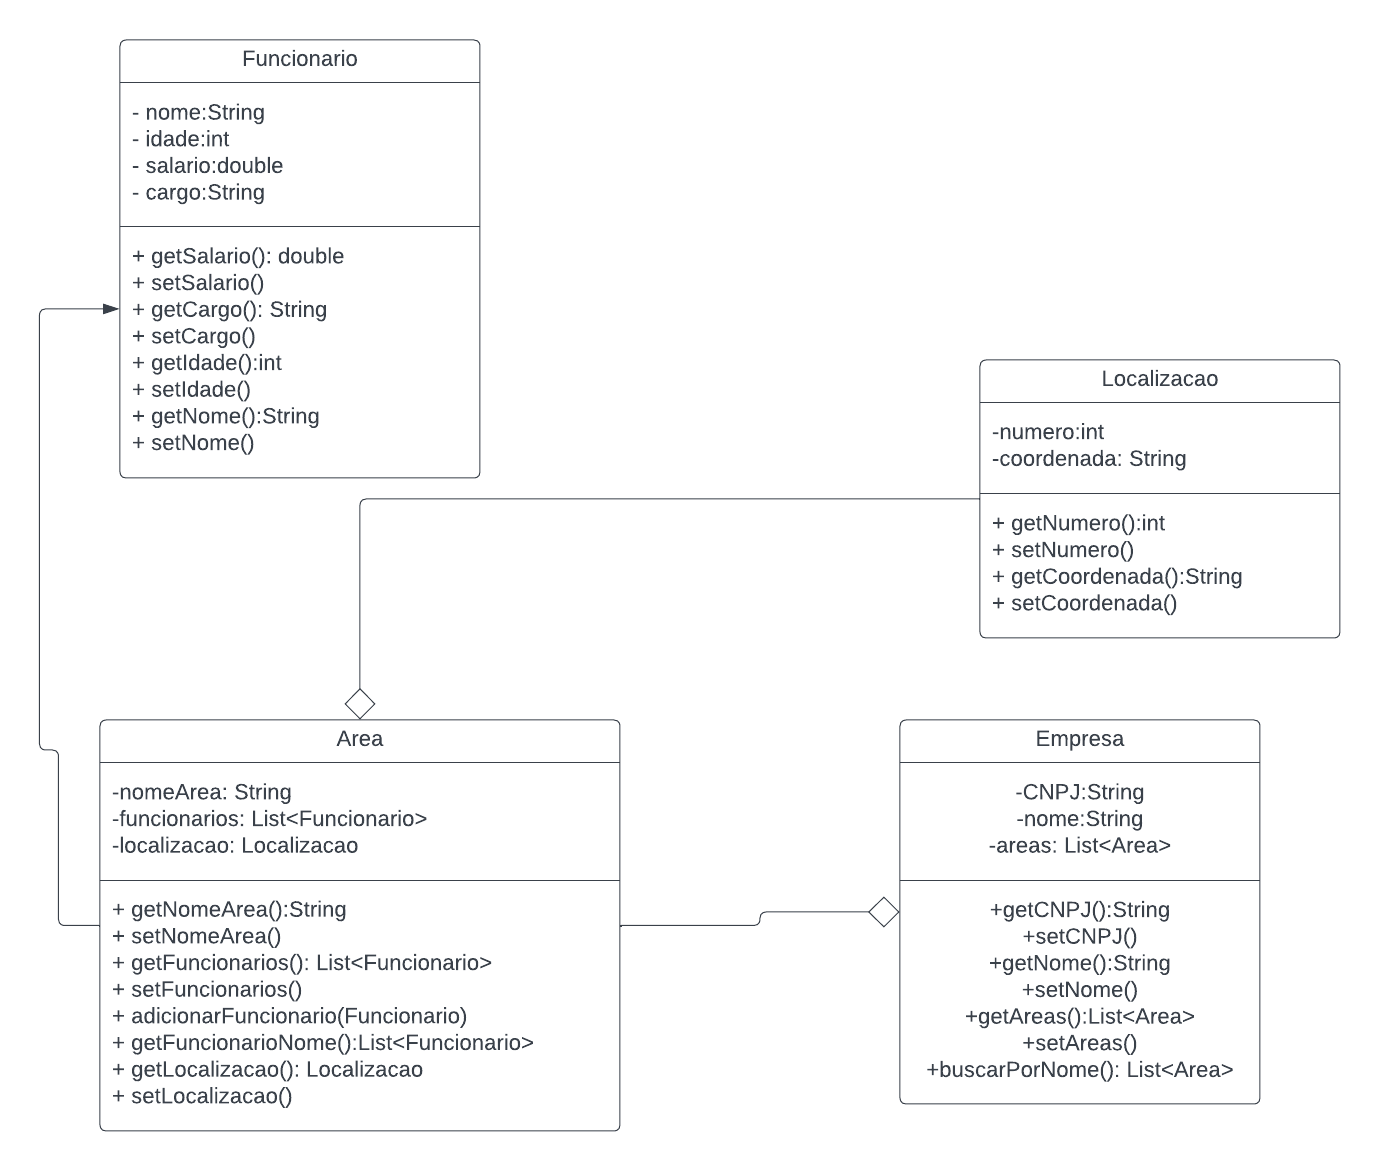 Funcionario
- nome:String
- idade:int
- salario:double
- cargo:String
+ getSalario(): double
+ setSalario()
+ getCargo(): String
+ setCargo()
+ getIdade():int
+ setIdade()
+ getNome():String
+ setNome()
Localizacao
-numero:int
-coordenada: String
+ getNumero():int
+ setNumero()
+ getCoordenada():String
+ setCoordenada()
Area
-nomeArea: String
-funcionarios: List<Funcionario>
-localizacao: Localizacao
+ getNomeArea():String
+ setNomeArea()
+ getFuncionarios(): List<Funcionario>
+ setFuncionarios()
+ adicionarFuncionario(Funcionario)
+ getFuncionarioNome():List<Funcionario>
+ getLocalizacao(): Localizacao
+ setLocalizacao()
Empresa
-CNPJ:String
-nome:String
-areas: List<Area>
+getCNPJ():String
+setCNPJ()
+getNome():String
+setNome()
+getAreas():List<Area>
+setAreas()
+buscarPorNome(): List<Area>